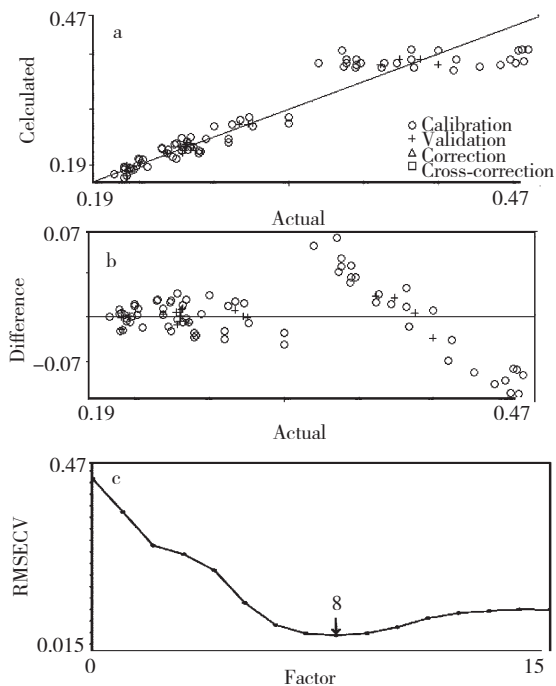 0.47
a
Celculated
Calibration
Validation
Correction
Cross-correction
0.19
0.19
0.47
Actual
0.07
b
Difference
-0.07
0.19
0.47
Actual
0.47
c
RMSECV
8
0.015
0
15
Factor